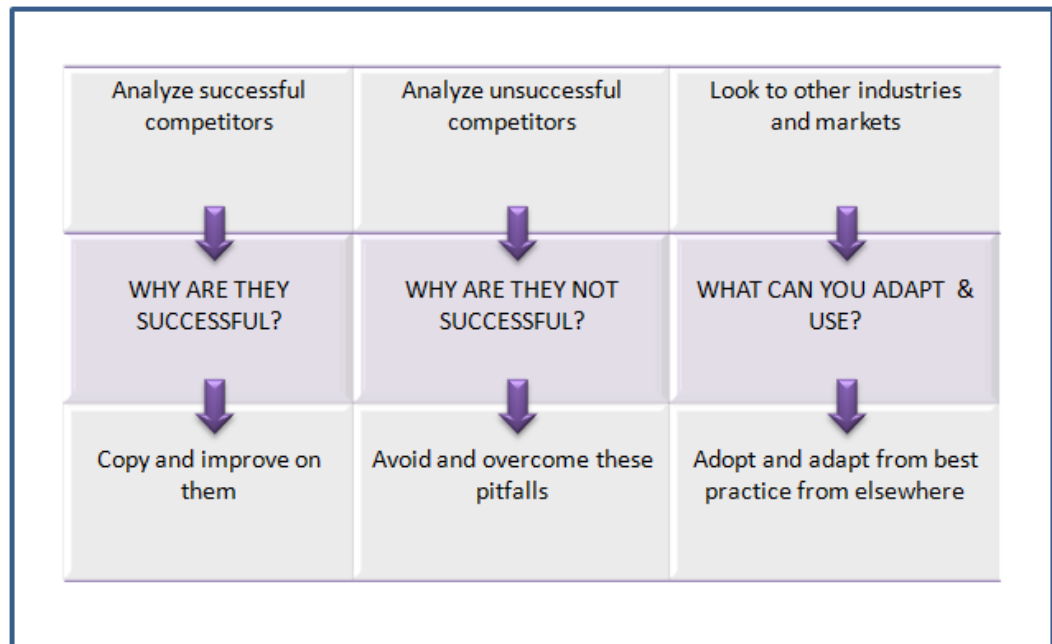 Analyze successful
competitors
Analyze unsuccessful
competitors
Look to other industries
and markets
WHY ARE THEY
SUCCESSFUL?
WHY ARE THEY NOT
SUCCESSFUL?
WHAT CAN YOU ADAPT &
USE?
Copy and improve on
them
Avoid and overcome these
pitfalls
Adopt and adapt from best
practice from elsewhere